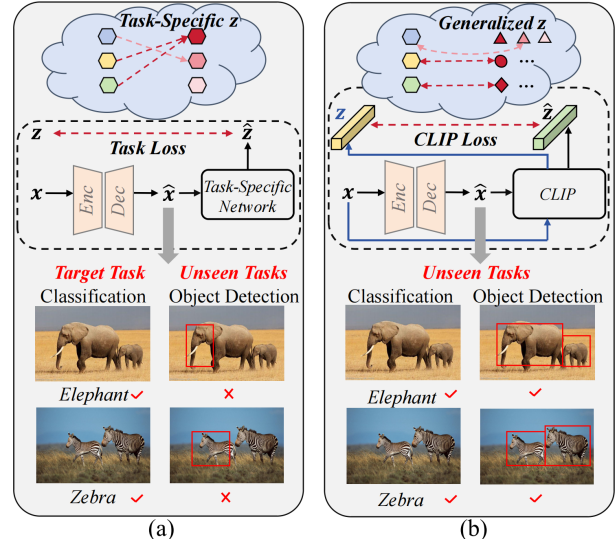 Task-Specific z
z
ẑ
Task Loss
x
Enc
Dec
x̂
Task-Specific
Network
Target Task
Unseen Tasks
Classification
Object Detection
Elephant ✓
✗
Zebra ✓
✗
(a)
Generalized z
...
...
z
ẑ
CLIP Loss
x
Enc
Dec
x̂
CLIP
Unseen Tasks
Classification
Object Detection
Elephant ✓
✓
Zebra ✓
✓
(b)